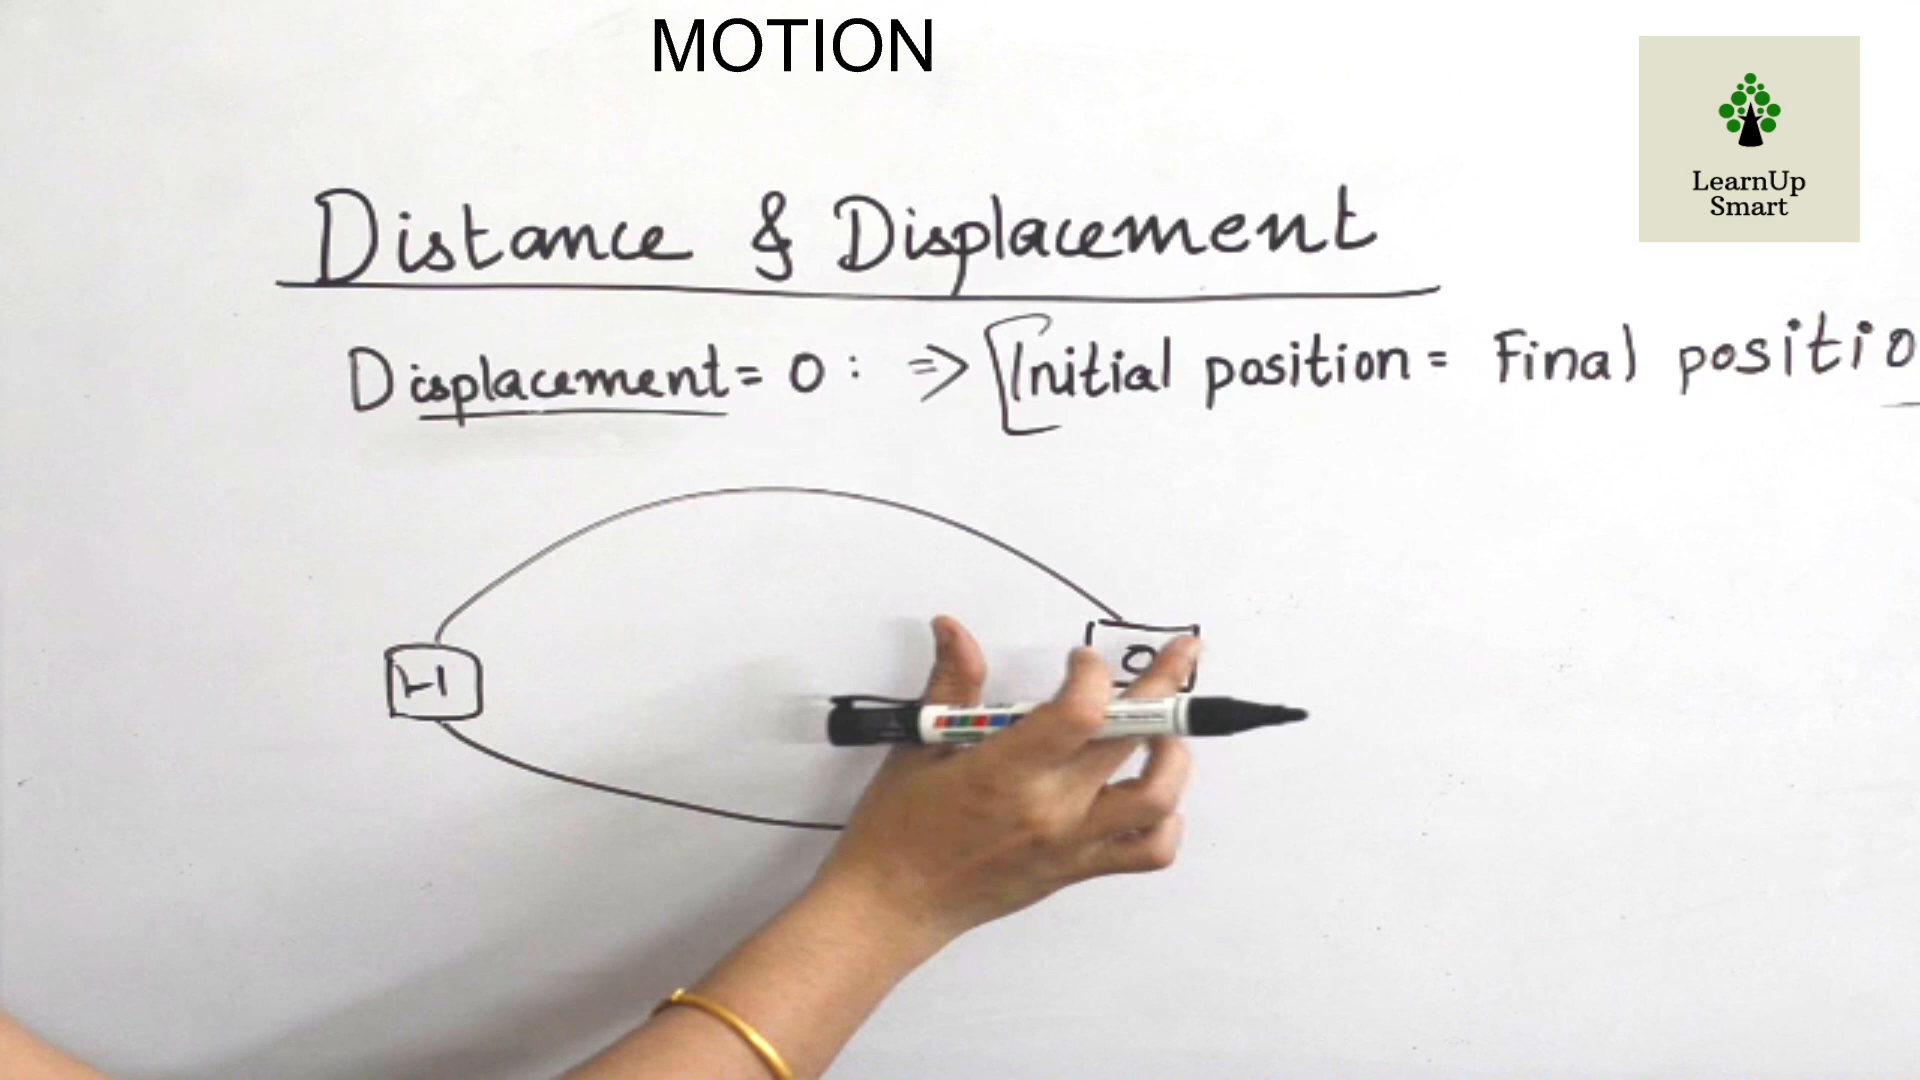 MOTION
LearnUp
Smart
Distance & Displacement
Displacement = 0 : => [Initial position = Final positio
H
O